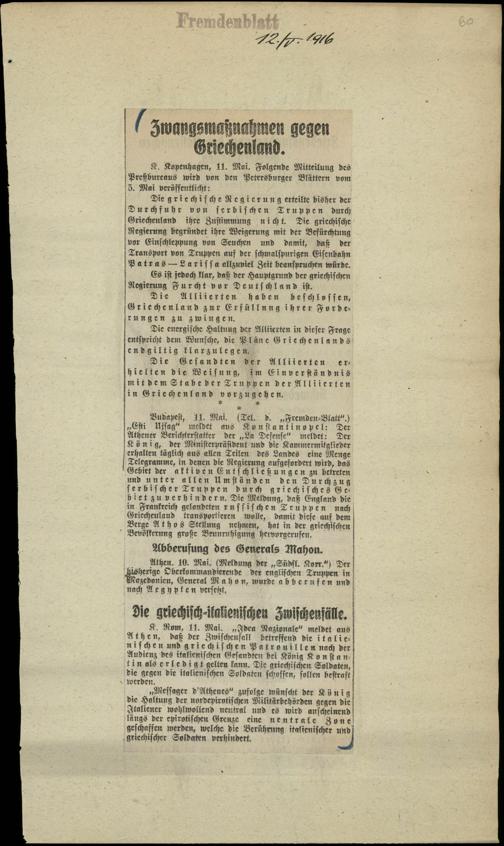 Fremdenblatt
60
12./V. 1916
Zwangsmaßnahmen gegen
Griechenland.
K. Kopenhagen, 11. Mai. Folgende Mitteilung des
Preßbureaus wird von den Petersburger Blättern vom
5. Mai veröffentlicht:
Die griechische Regierung erteilte bisher der
Durchfuhr von serbischen Truppen durch
Griechenland ihre Zustimmung nicht. Die griechische
Regierung begründet ihre Weigerung mit der Befürchtung
vor Einschleppung von Seuchen und damit, daß der
Transport von Truppen auf der schmalspurigen Eisenbahn
Patras—Larissa allzuviel Zeit beanspruchen würde.
Es ist jedoch klar, daß der Hauptgrund der griechischen
Regierung Furcht vor Deutschland ist.
Die Alliierten haben beschlossen,
Griechenland zur Erfüllung ihrer Forde-
rungen zu zwingen.
Die energische Haltung der Alliierten in dieser Frage
entspricht dem Wunsche, die Pläne Griechenlands
endgiltig klarzulegen.
Die Gesandten der Alliierten er-
hielten die Weisung, im Einverständnis
mit dem Stabe der Truppen der Alliierten
in Griechenland vorzugehen.
* * *
Budapest, 11. Mai. (Tel. d. „Fremden-Blatt".)
„Esti Ujsag" meldet aus Konstantinopel: Der
Athener Berichterstatter der „La Defense" meldet: Der
König, der Ministerpräsident und die Kammermitglieder
erhalten täglich aus allen Teilen des Landes eine Menge
Telegramme, in denen die Regierung aufgefordert wird, das
Gebiet der aktiven Entschließungen zu betreten
und unter allen Umständen den Durchzug
serbischer Truppen durch griechisches Ge-
biet zu verhindern. Die Meldung, daß England die
in Frankreich gelandeten russischen Truppen nach
Griechenland transportieren wolle, damit diese auf dem
Berge Athos Stellung nehmen, hat in der griechischen
Bevölkerung große Beunruhigung hervorgerufen.
Abberufung des Generals Mahon.
Athen, 10. Mai. (Meldung der „Südsl. Korr.") Der
bisherige Oberkommandierende der englischen Truppen in
Mazedonien, General Mahon, wurde abberufen und
nach Aegypten versetzt.
Die griechisch-italienischen Zwischenfälle.
K. Rom, 11. Mai. „Idea Nazionale" meldet aus
Athen, daß der Zwischenfall betreffend die italie-
nischen und griechischen Patrouillen nach der
Audienz des italienischen Gesandten bei König Konstan-
tin als erledigt gelten kann. Die griechischen Soldaten,
die gegen die italienischen Soldaten schossen, sollen bestraft
werden.
„Messager d'Athenes" zufolge wünscht der König
die Haltung der nordepirotischen Militärbehörden gegen die
Italiener wohlwollend neutral und es wird anscheinend
längs der epirotischen Grenze eine neutrale Zone
geschaffen werden, welche die Berührung italienischer und
griechischer Soldaten verhindert.